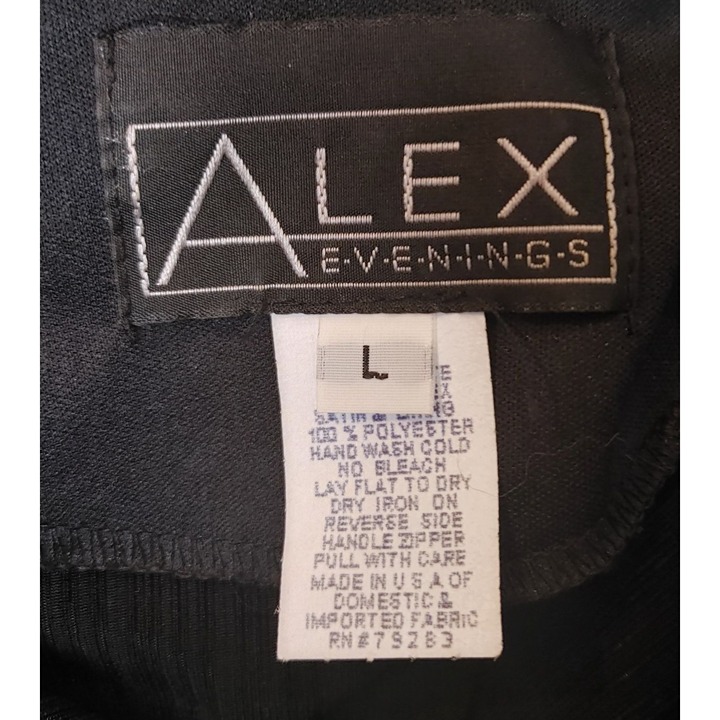 ALEX
E·V·E·N·I·N·G·S
L
100 % POLYESTER
HAND WASH COLD
NO BLEACH
LAY FLAT TO DRY
DRY IRON ON
REVERSE SIDE
HANDLE ZIPPER
PULL WITH CARE
MADE IN U S A OF
DOMESTIC &
IMPORTED FABRIC
RN#79283